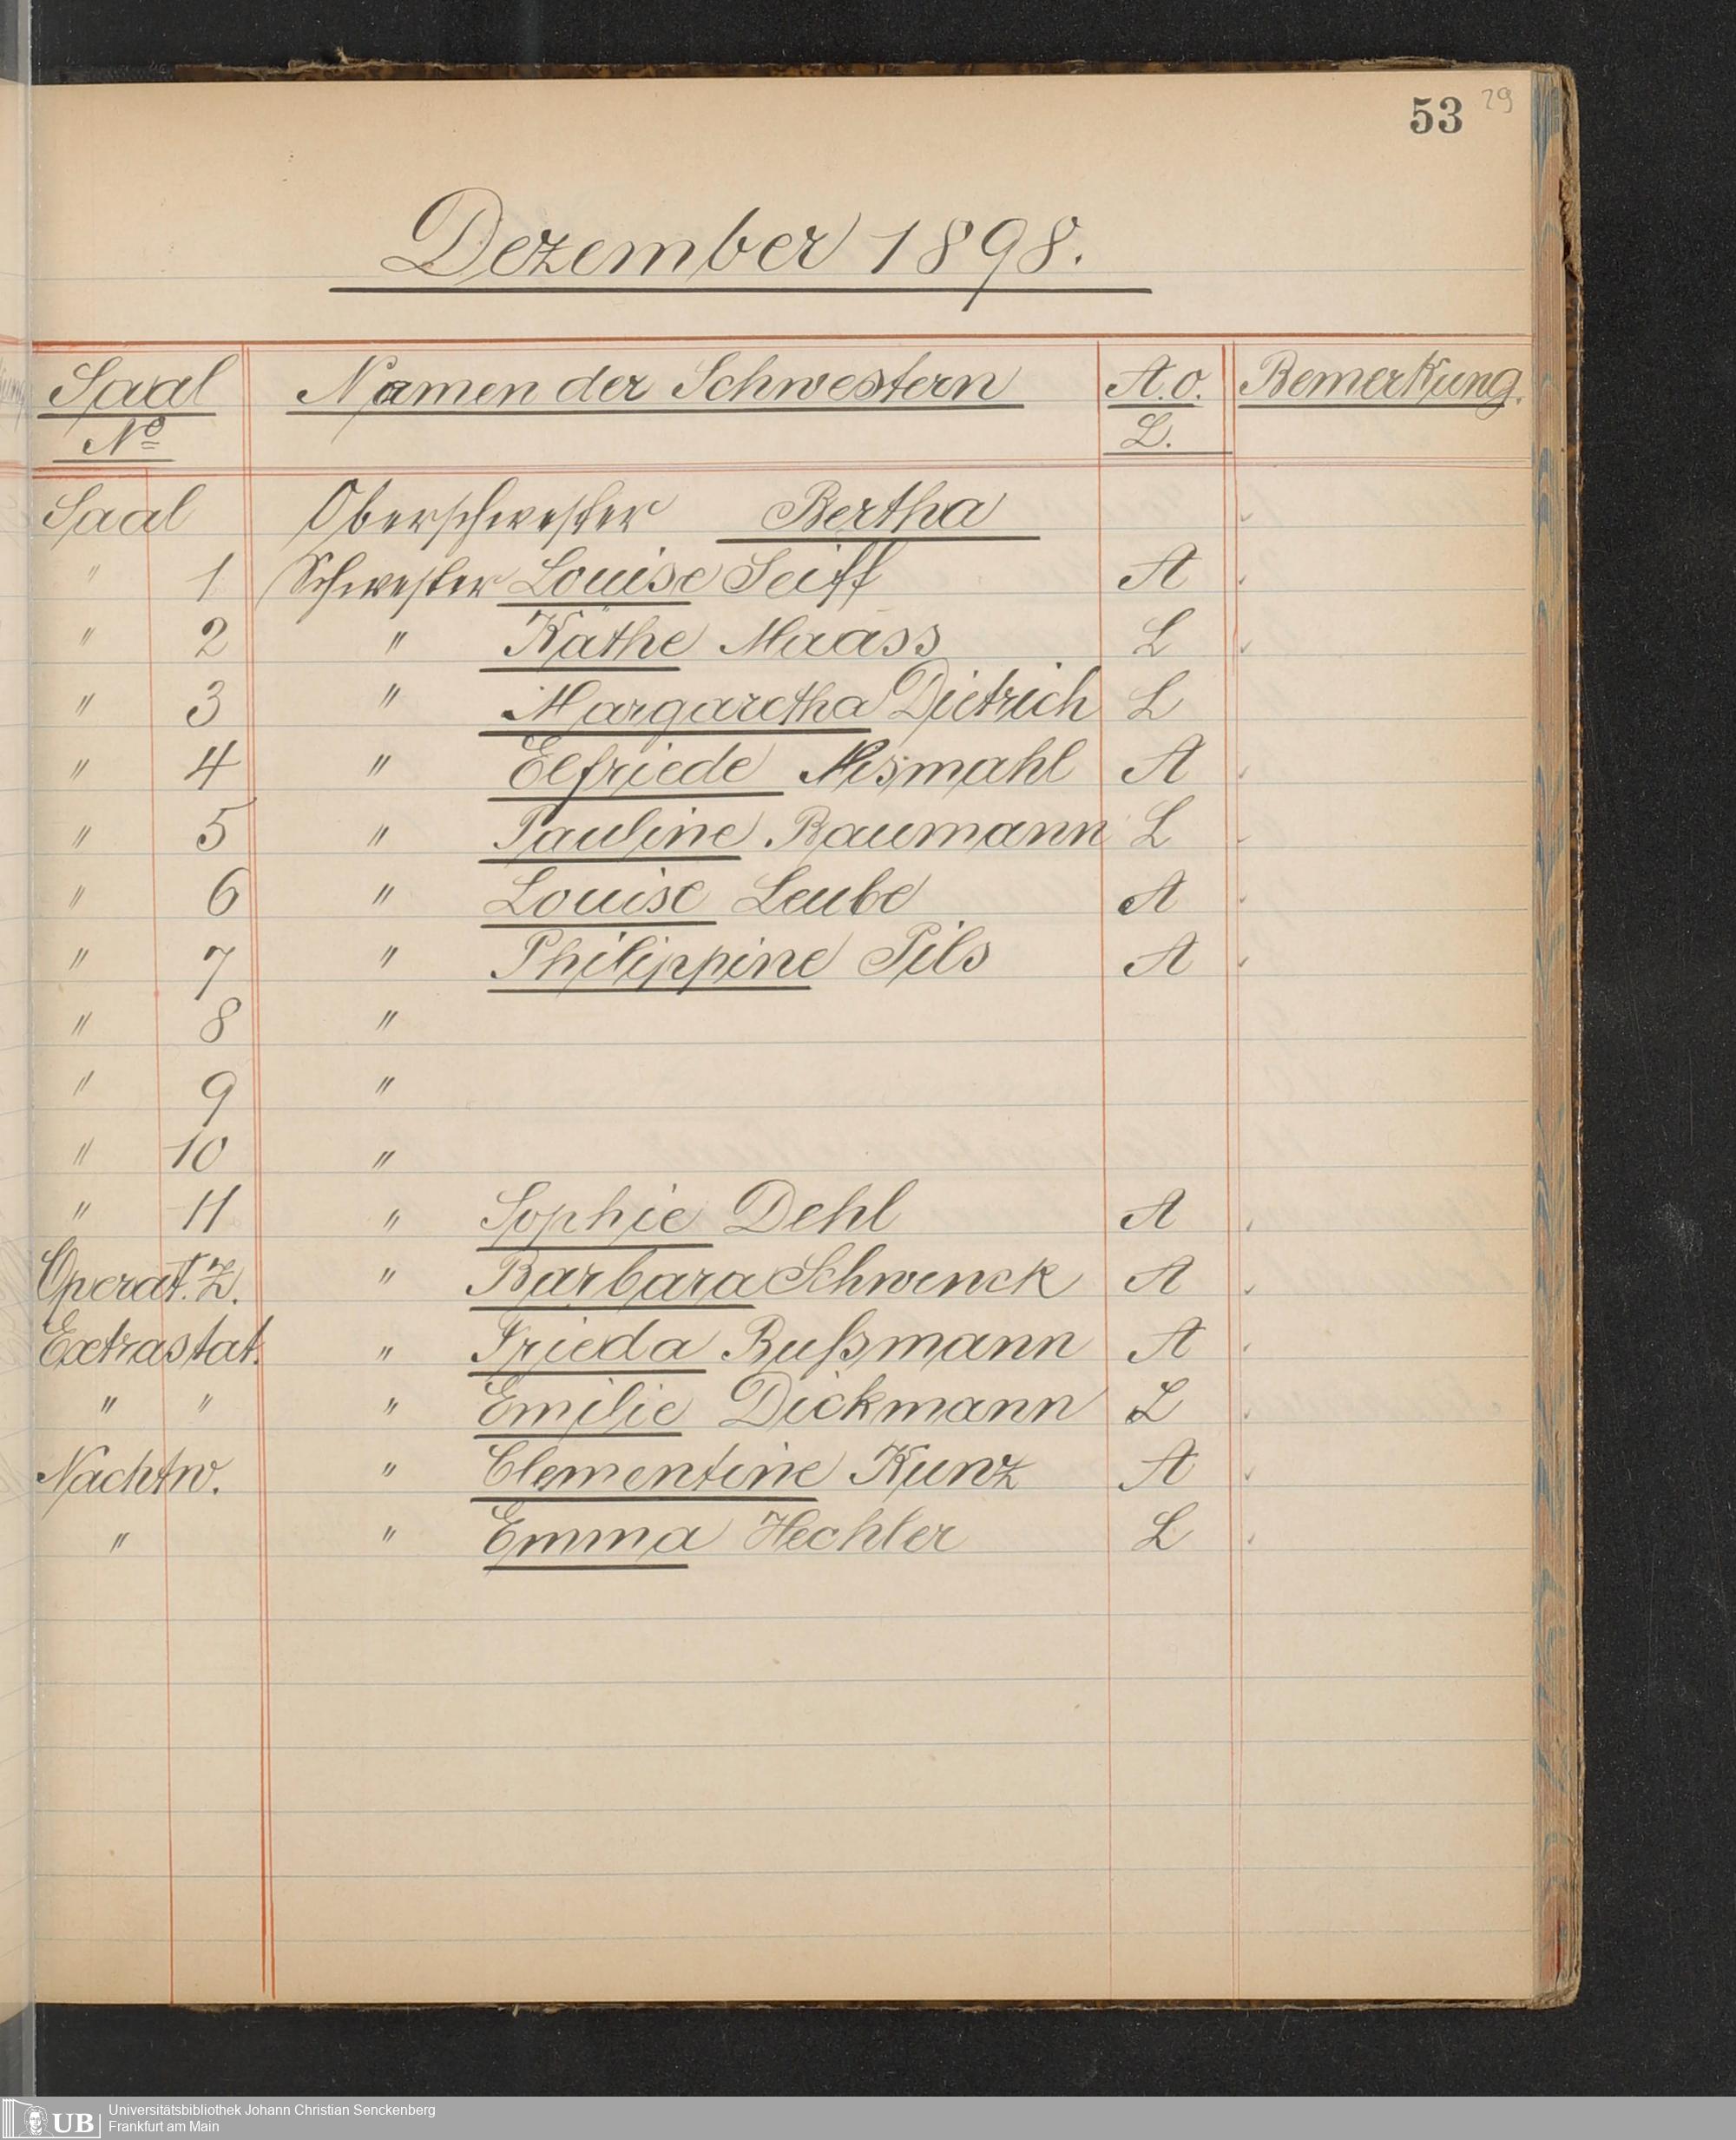 53 29
Dezember 1898.
Saal Namen der Schwestern A.o. Bemerkung.
No L.
Saal Oberschwester Bertha
" 1 Schwester Louise Seiff A
" 2 " Käthe Maass L
" 3 " Margaretha Dietrich L
" 4 " Elfriede A
" 5 " Pauline Baumann L
" 6 " Louise Leube A
" 7 " Philippine Pils A
" 8 "
" 9 "
" 10 "
" 11 " Sophie Dehl A
Operat. Z. " Barbara Schwenck A
Extrastat. " Frieda Bußmann A
" " " Emilie Dickmann L
Nachtw. " Clementine Kunz A
" " Emma Hechler L
UB Universitätsbibliothek Johann Christian Senckenberg
Frankfurt am Main